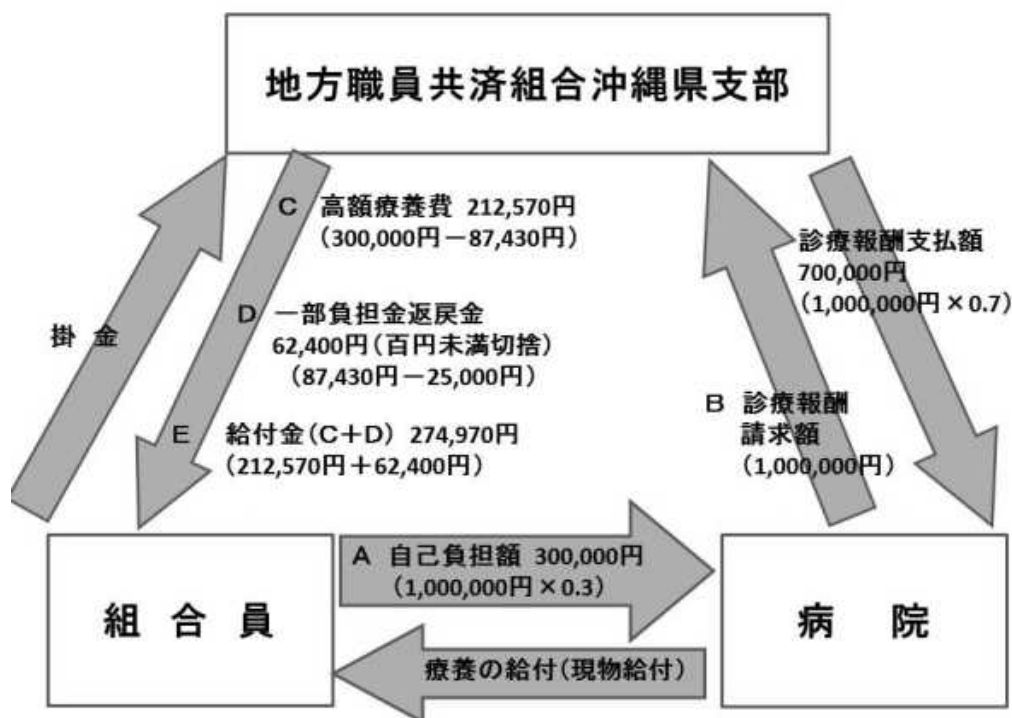 地方職員共済組合沖縄県支部
C 高額療養費 212,570円
(300,000円－87,430円)
D 一部負担金返戻金
62,400円(百円未満切捨)
(87,430円－25,000円)
E 給付金(C+D) 274,970円
(212,570円＋62,400円)
掛 金
診療報酬支払額
700,000円
(1,000,000円×0.7)
B 診療報酬
請求額
(1,000,000円)
A 自己負担額 300,000円
(1,000,000円×0.3)
療養の給付(現物給付)
組 合 員
病 院